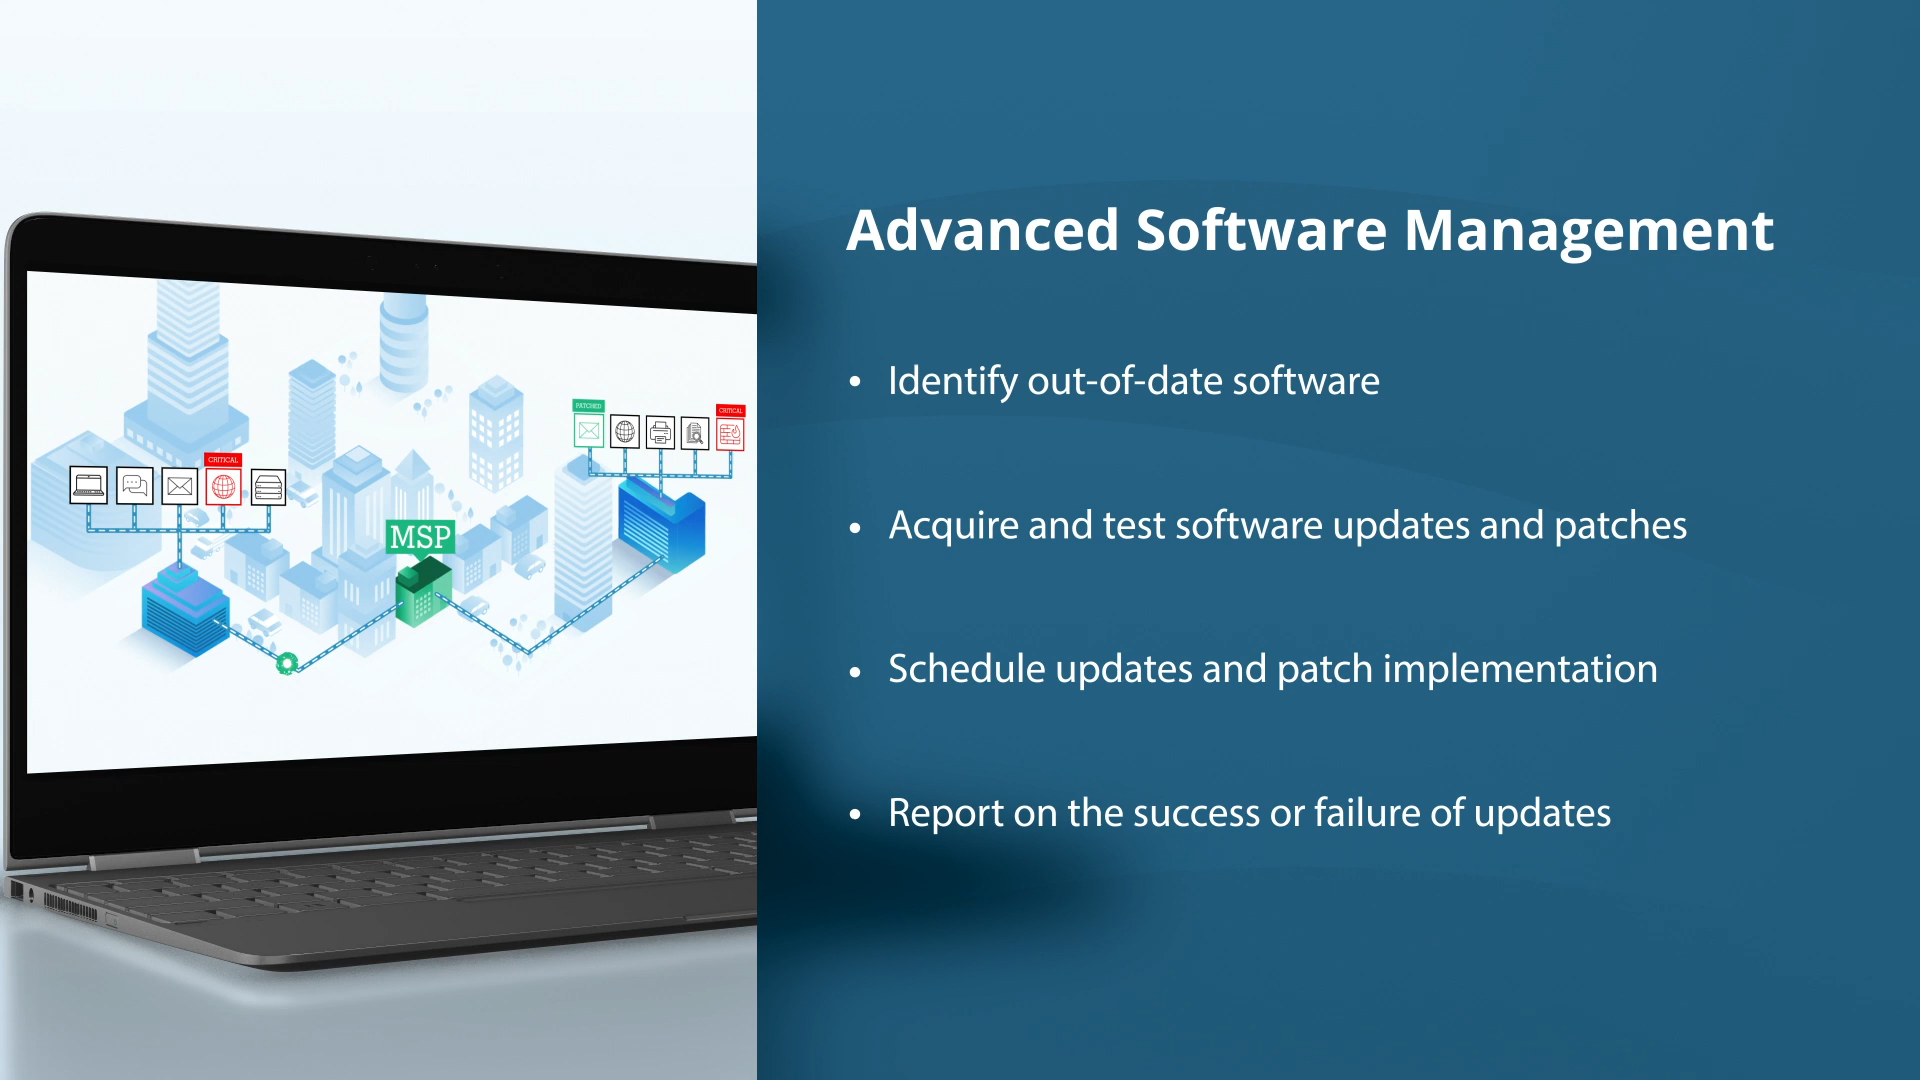 Advanced Software Management
• Identify out-of-date software
• Acquire and test software updates and patches
• Schedule updates and patch implementation
• Report on the success or failure of updates
PATCHED
CRITICAL
CRITICAL
MSP